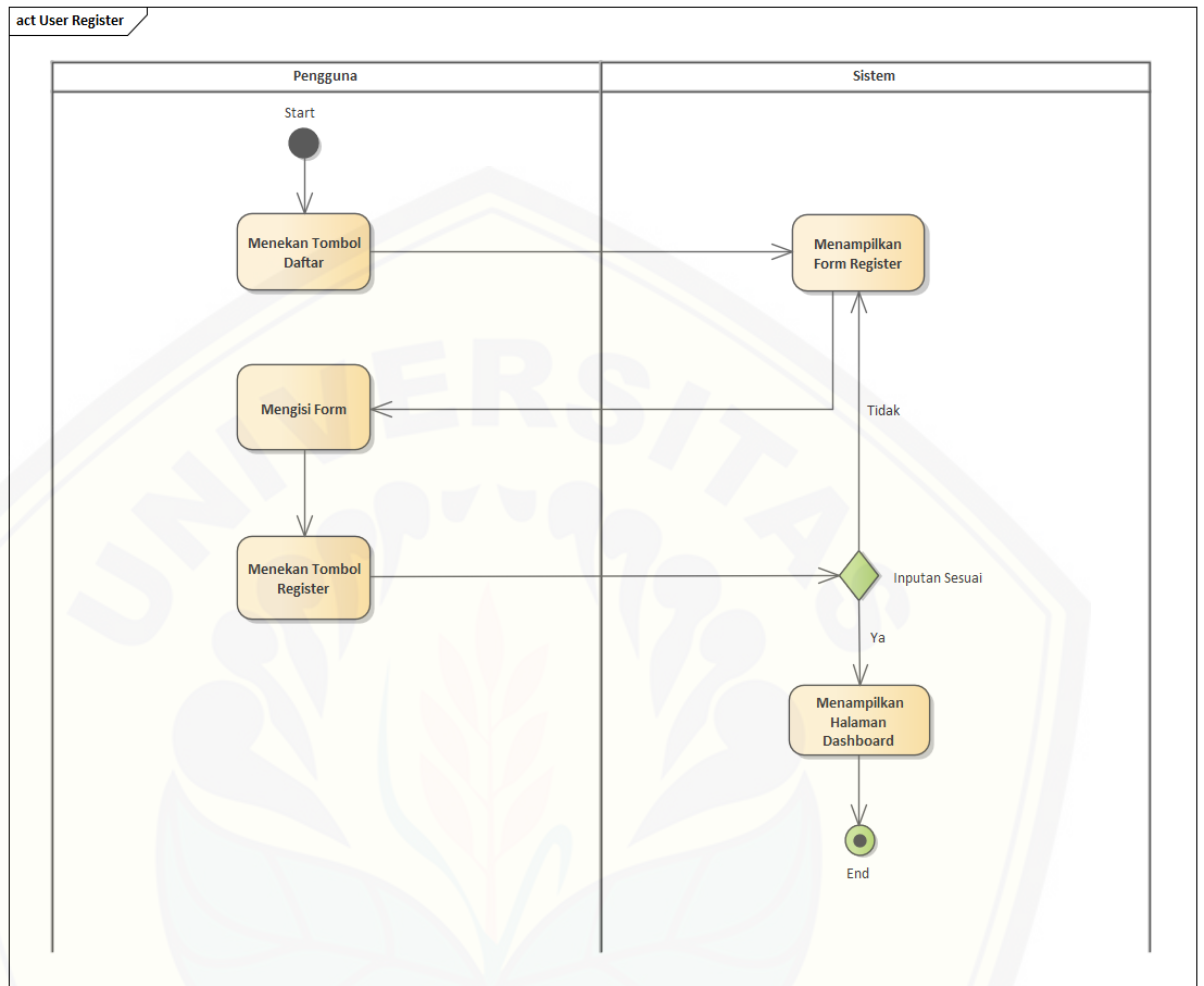 act User Register
Pengguna
Sistem
Start
Menekan Tombol
Daftar
Menampilkan
Form Register
Mengisi Form
Tidak
Menekan Tombol
Register
Inputan Sesuai
Ya
Menampilkan
Halaman
Dashboard
End
UNIVERSITAS